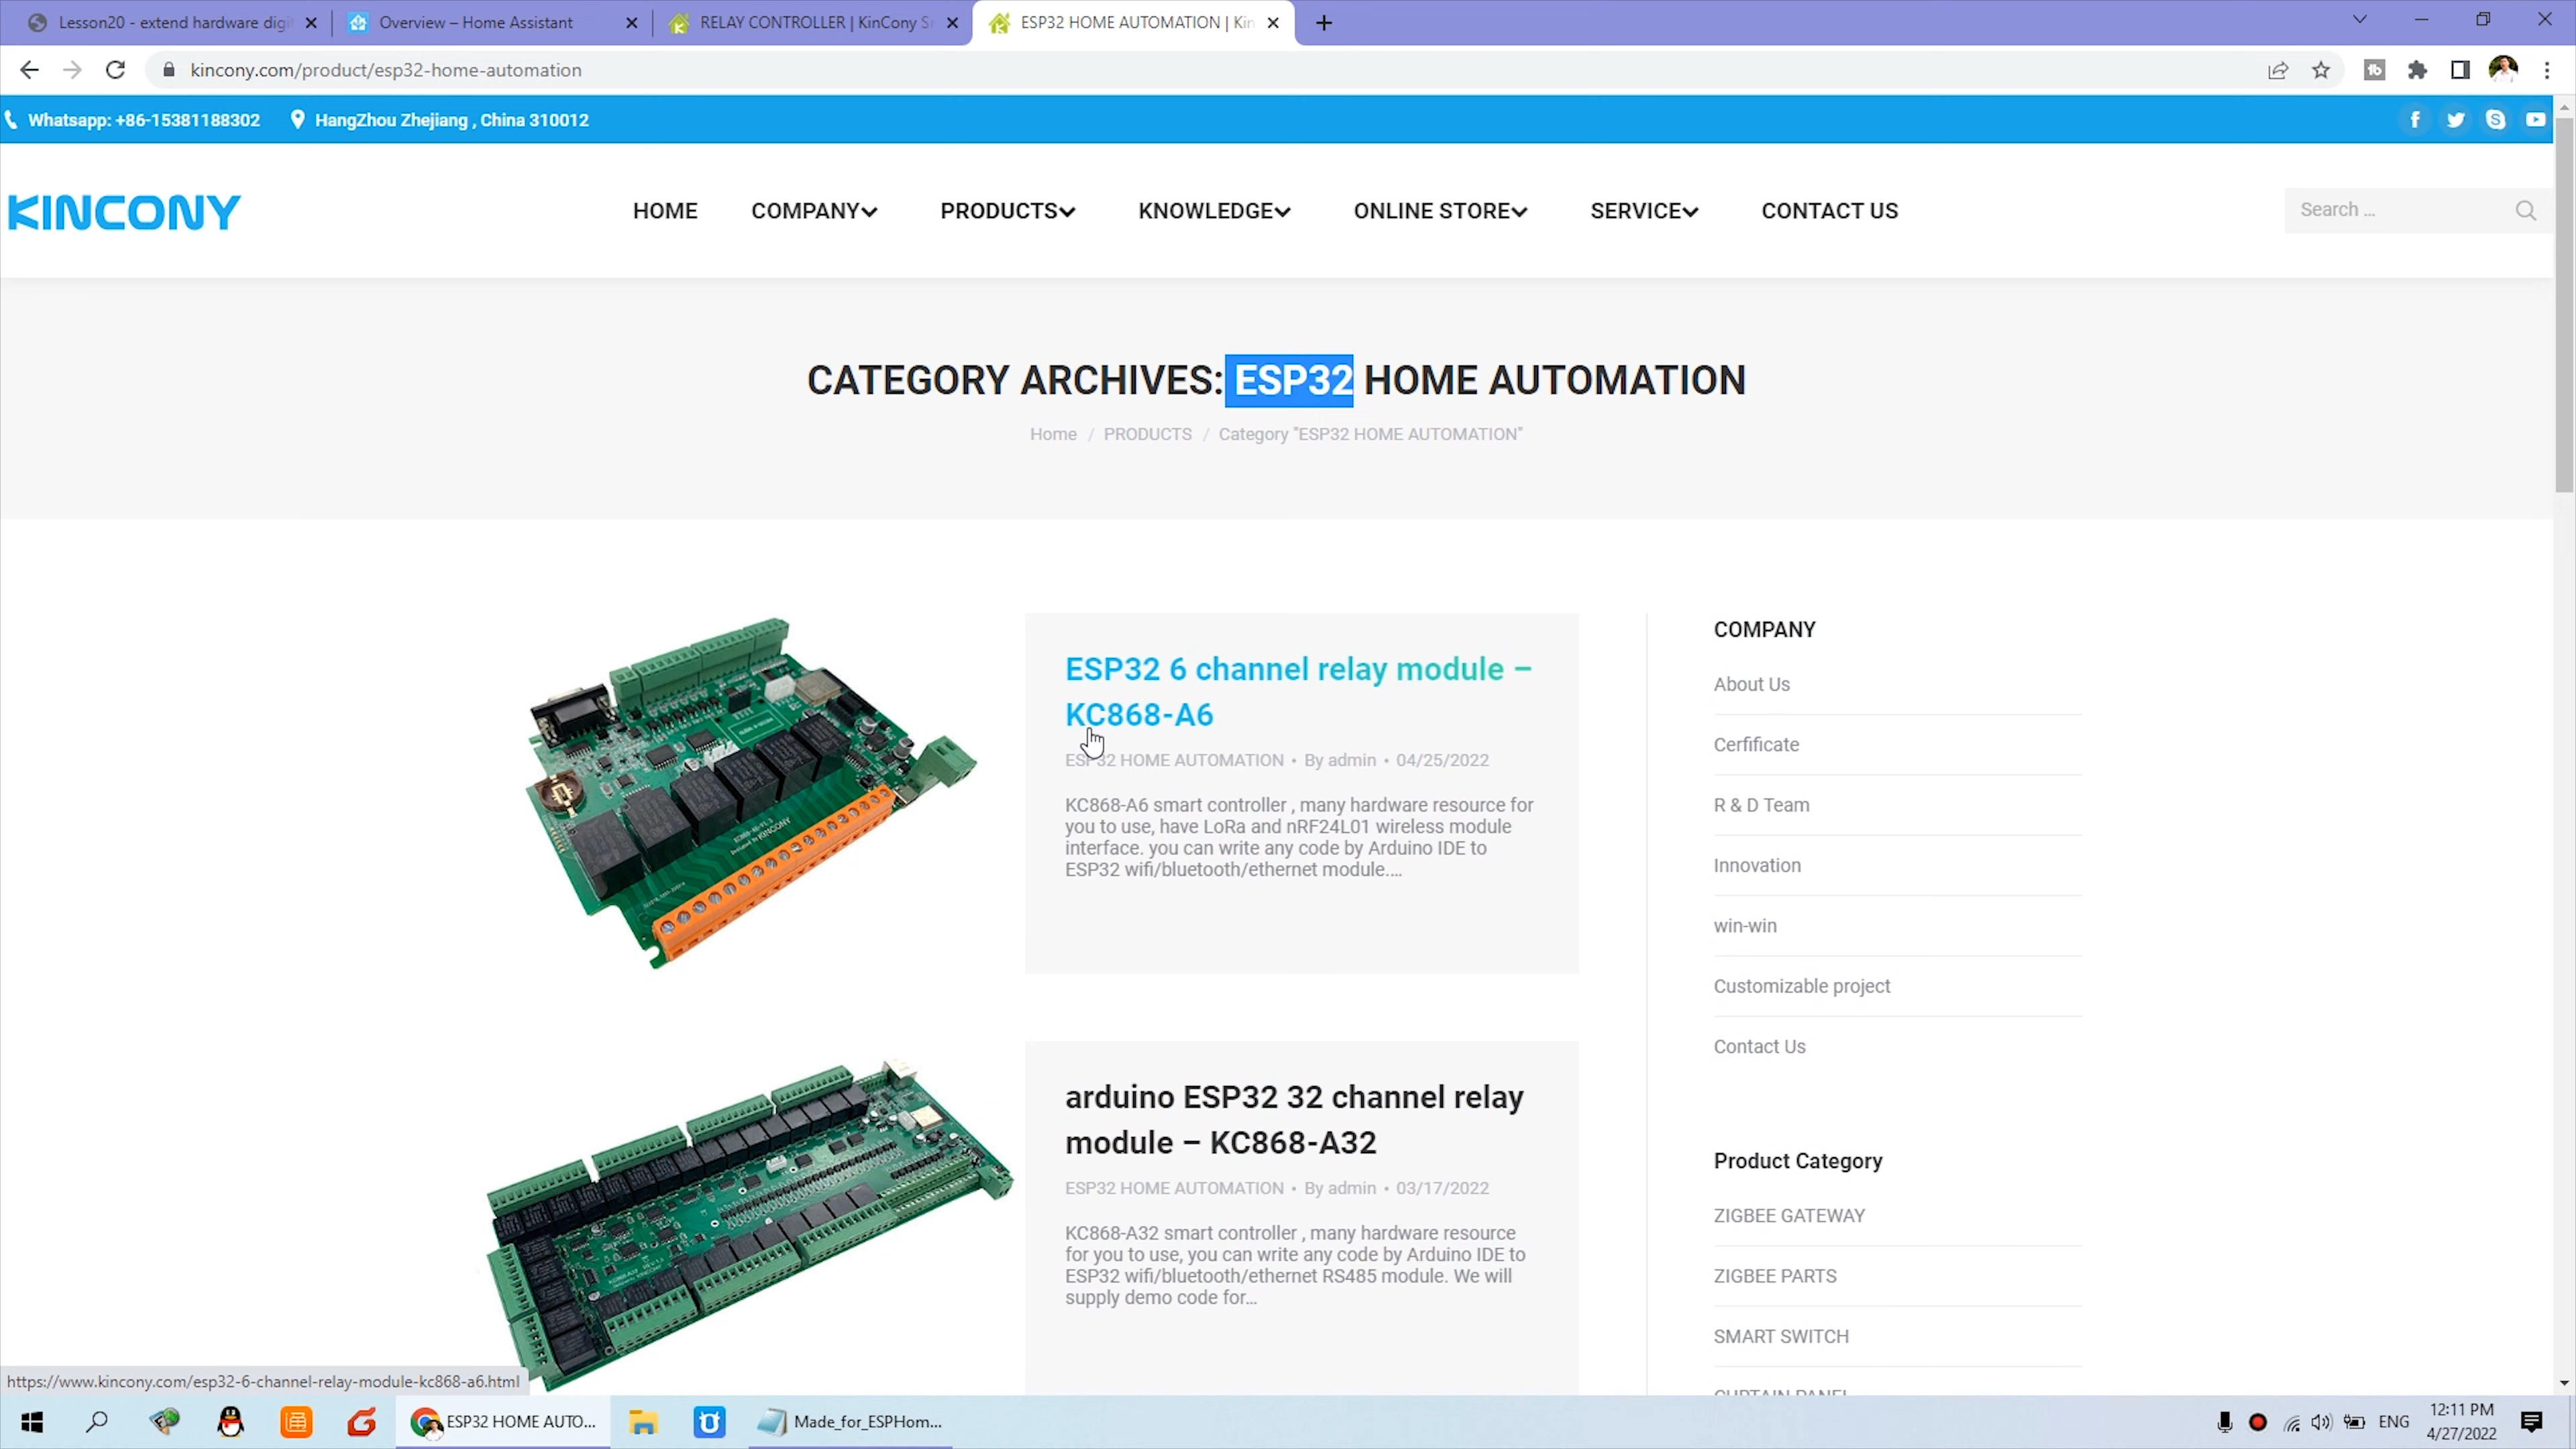 Lesson20 - extend hardware digi
Overview – Home Assistant
RELAY CONTROLLER | KinCony S
ESP32 HOME AUTOMATION | Kin
kincony.com/product/esp32-home-automation
Whatsapp: +86-15381188302
HangZhou Zhejiang , China 310012
KINCONY
HOME
COMPANY
PRODUCTS
KNOWLEDGE
ONLINE STORE
SERVICE
CONTACT US
Search ...
CATEGORY ARCHIVES: ESP32 HOME AUTOMATION
Home / PRODUCTS / Category "ESP32 HOME AUTOMATION"
ESP32 6 channel relay module –
KC868-A6
ESP32 HOME AUTOMATION • By admin • 04/25/2022
KC868-A6 smart controller , many hardware resource for
you to use, have LoRa and nRF24L01 wireless module
interface. you can write any code by Arduino IDE to
ESP32 wifi/bluetooth/ethernet module.…
arduino ESP32 32 channel relay
module – KC868-A32
ESP32 HOME AUTOMATION • By admin • 03/17/2022
KC868-A32 smart controller , many hardware resource
for you to use, you can write any code by Arduino IDE to
ESP32 wifi/bluetooth/ethernet RS485 module. We will
supply demo code for…
COMPANY
About Us
Cerfificate
R & D Team
Innovation
win-win
Customizable project
Contact Us
Product Category
ZIGBEE GATEWAY
ZIGBEE PARTS
SMART SWITCH
CURTAIN PANEL
https://www.kincony.com/esp32-6-channel-relay-module-kc868-a6.html
ESP32 HOME AUTO...
Made_for_ESPHom...
ENG
12:11 PM
4/27/2022